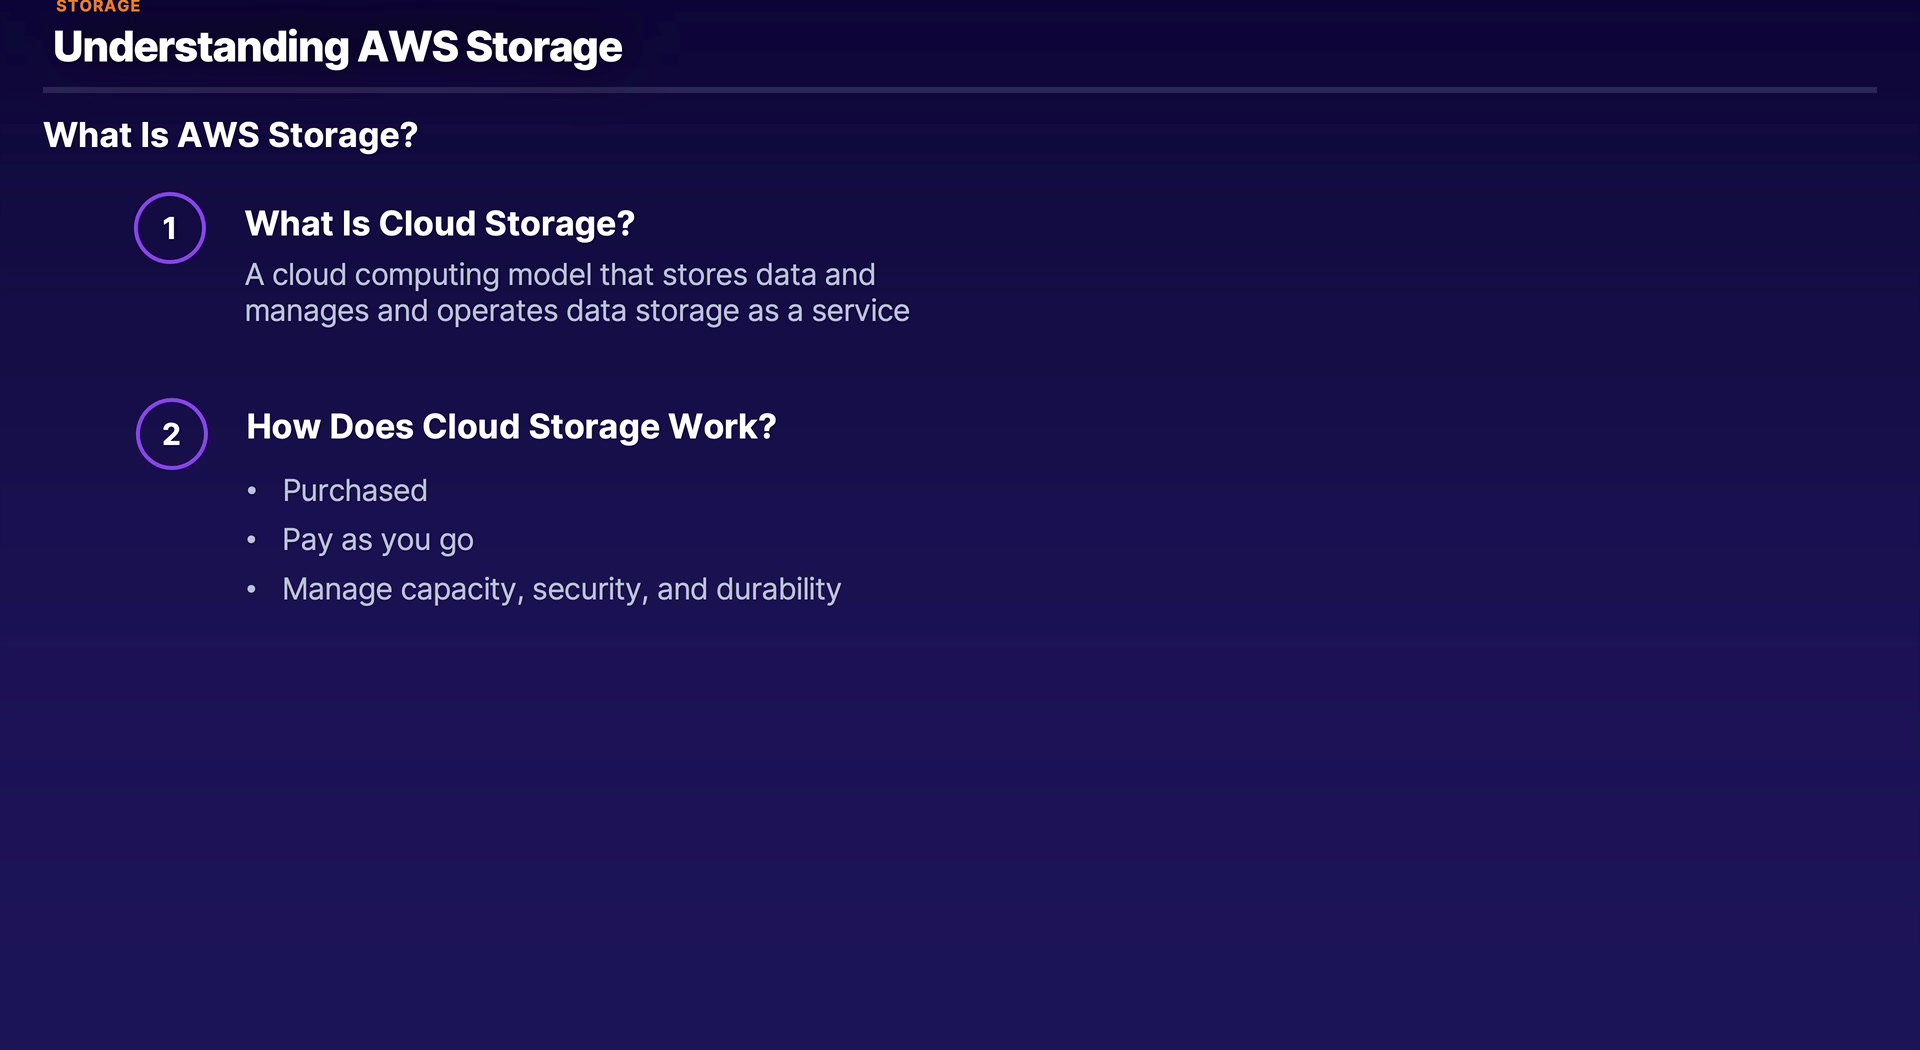 STORAGE
Understanding AWS Storage
What Is AWS Storage?
1
What Is Cloud Storage?
A cloud computing model that stores data and
manages and operates data storage as a service
2
How Does Cloud Storage Work?
• Purchased
• Pay as you go
• Manage capacity, security, and durability